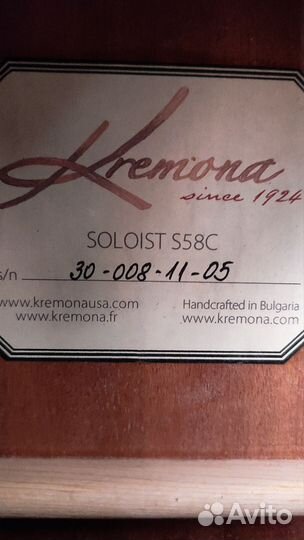 Kremona
since 1924
SOLOIST S58C
s/n 30-008-11-05
www.kremonausa.com Handcrafted in Bulgaria
www.kremona.fr www.kremona.com
Avito